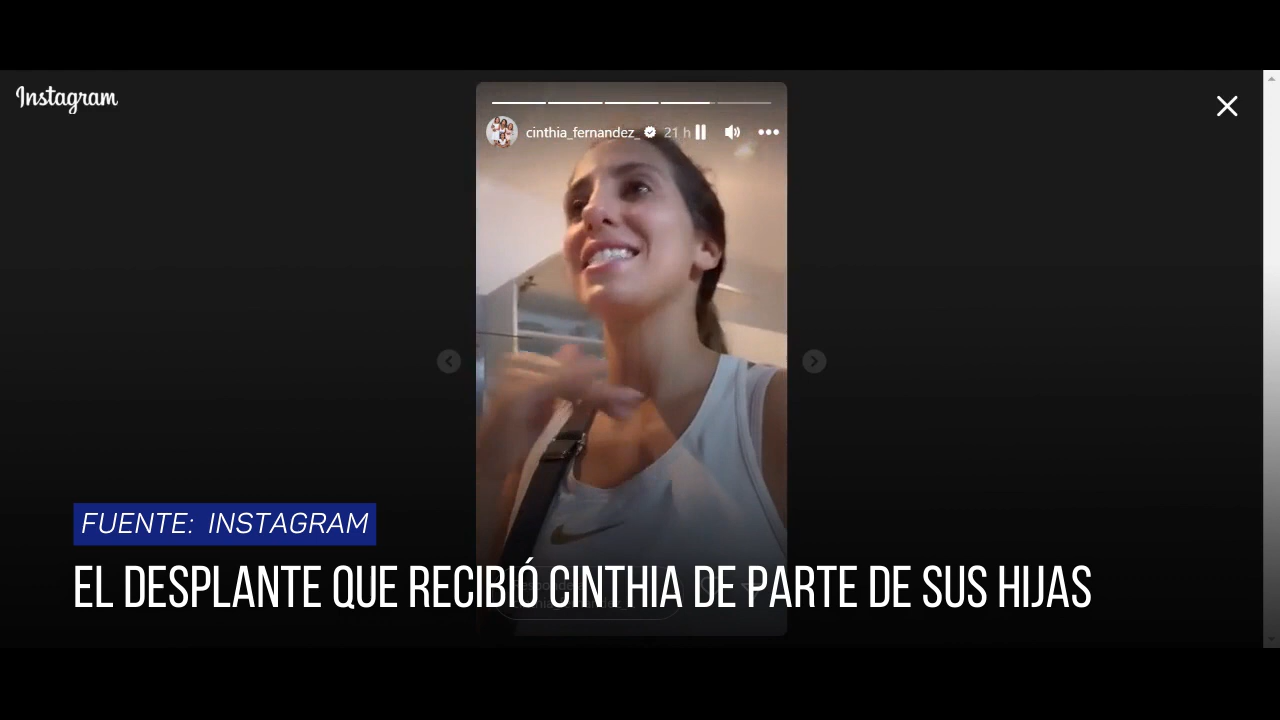 Instagram
cinthia_fernandez_ 21 h
FUENTE: INSTAGRAM
EL DESPLANTE QUE RECIBIÓ CINTHIA DE PARTE DE SUS HIJAS